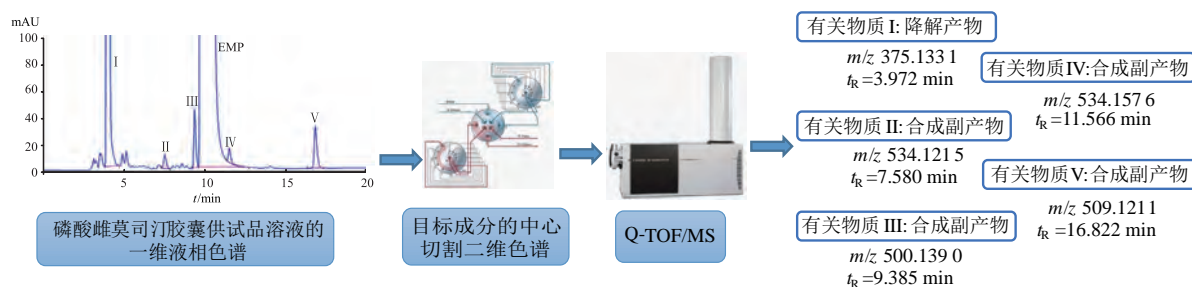 mAU
100
80
60
40
20
0
I
II
III
EMP
IV
V
5
10
15
20
t/min
磷酸雌莫司汀胶囊供试品溶液的
一维液相色谱
目标成分的中心
切割二维色谱
Q-TOF/MS
有关物质 I: 降解产物
m/z 375.133 1
tR=3.972 min
有关物质 II: 合成副产物
m/z 534.121 5
tR=7.580 min
有关物质 III: 合成副产物
m/z 500.139 0
tR=9.385 min
有关物质IV: 合成副产物
m/z 534.157 6
tR=11.566 min
有关物质V: 合成副产物
m/z 509.1211
tR=16.822 min